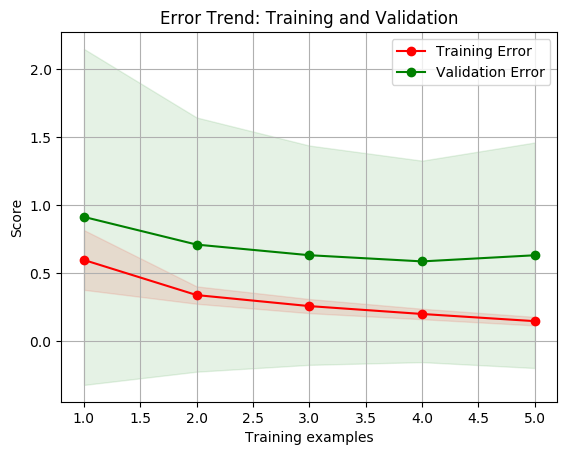 Error Trend: Training and Validation
Training Error
Validation Error
2.0
1.5
1.0
0.5
0.0
Score
1.0 1.5 2.0 2.5 3.0 3.5 4.0 4.5 5.0
Training examples